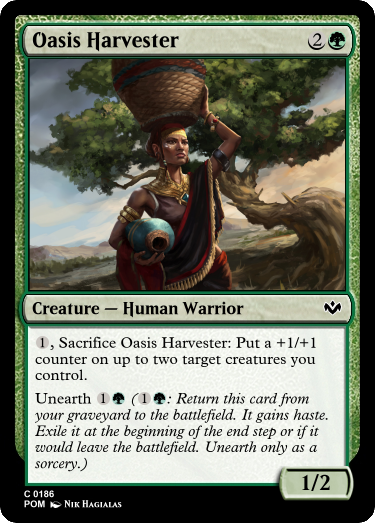 Oasis Harvester 2
Creature — Human Warrior
1, Sacrifice Oasis Harvester: Put a +1/+1
counter on up to two target creatures you
control.
Unearth 1 (1: Return this card from
your graveyard to the battlefield. It gains haste.
Exile it at the beginning of the end step or if it
would leave the battlefield. Unearth only as a
sorcery.)
1/2
C 0186
POM Nik Hagialas